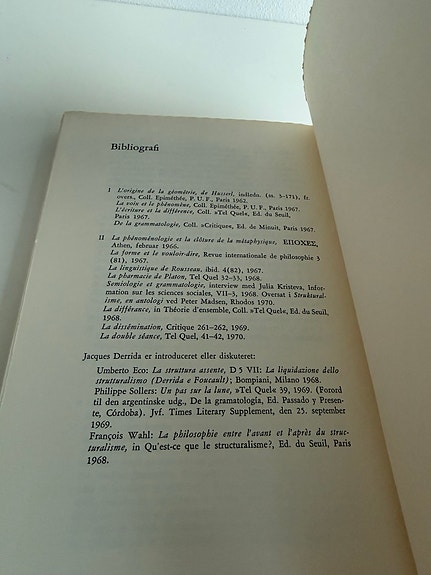 Bibliografi
I L'origine de la géométrie, de Husserl, indledn. (ss. 3-171), fr.
overs., Coll. Epiméthée, P. U. F., Paris 1962.
La voix et le phénomène, Coll. Epiméthée, P. U. F., Paris 1967.
L'écriture et la différence, Coll. »Tel Quel«, Ed. du Seuil,
Paris 1967.
De la grammatologie, Coll. »Critique«, Ed. de Minuit, Paris 1967.
II La phénoménologie et la clôture de la métaphysique, ΕΠΟΧΕΣ,
Athen, februar 1966.
La forme et le vouloir-dire, Revue internationale de philosophie 3
(81), 1967.
La linguistique de Rousseau, ibid. 4(82), 1967.
La pharmacie de Platon, Tel Quel 32-33, 1968.
Semiologie et grammatologie, interview med Julia Kristeva, Infor-
mation sur les sciences sociales, VII-3, 1968. Oversat i Struktural-
isme, en antologi ved Peter Madsen, Rhodos 1970.
La différance, in Théorie d'ensemble, Coll. »Tel Quel«, Ed. du Seuil,
1968.
La dissémination, Critique 261-262, 1969.
La double séance, Tel Quel, 41-42, 1970.
Jacques Derrida er introduceret eller diskuteret:
Umberto Eco: La struttura assente, D 5 VII: La liquidazione dello
strutturalismo (Derrida e Foucault); Bompiani, Milano 1968.
Philippe Sollers: Un pas sur la lune, »Tel Quel« 39, 1969. (Forord
til den argentinske udg., De la gramatologia, Ed. Passado y Presen-
te, Córdoba). Jvf. Times Literary Supplement, den 25. september
1969.
François Wahl: La philosophie entre l'avant et l'après du struc-
turalisme, in Qu'est-ce que le structuralisme?, Ed. du Seuil, Paris
1968.